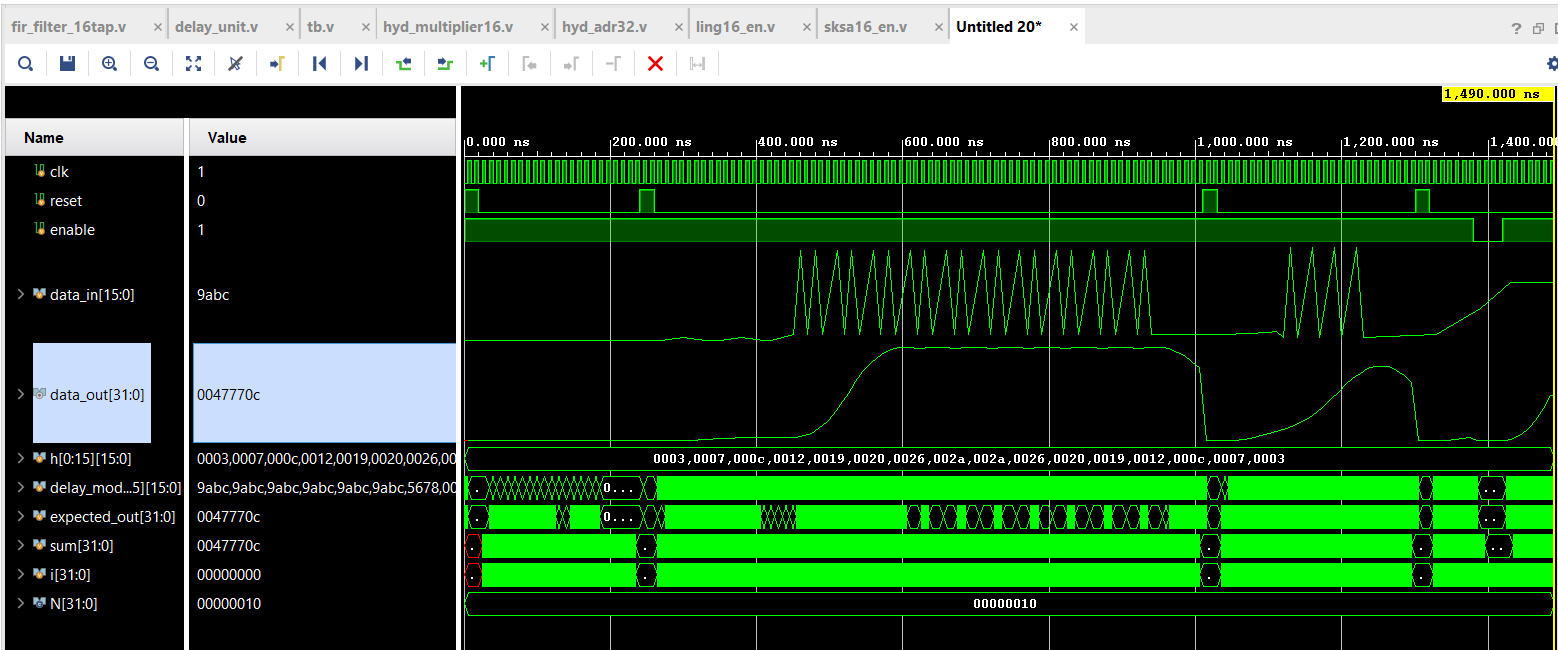 fir_filter_16tap.v × delay_unit.v × tb.v × hyd_multiplier16.v × hyd_adr32.v × ling16_en.v × sksa16_en.v × Untitled 20* ×
1,490.000 ns
Name Value
0.000 ns 200.000 ns 400.000 ns 600.000 ns 800.000 ns 1,000.000 ns 1,200.000 ns 1,400.00
clk 1
reset 0
enable 1
data_in[15:0] 9abc
data_out[31:0] 0047770c
h[0:15][15:0] 0003,0007,000c,0012,0019,0020,0026,00 0003,0007,000c,0012,0019,0020,0026,002a,002a,0026,0020,0019,0012,000c,0007,0003
delay_mod...5][15:0] 9abc,9abc,9abc,9abc,9abc,9abc,5678,00 . 0... ..
expected_out[31:0] 0047770c . 0... ..
sum[31:0] 0047770c . . . . ..
i[31:0] 00000000 . . . .
N[31:0] 00000010 00000010